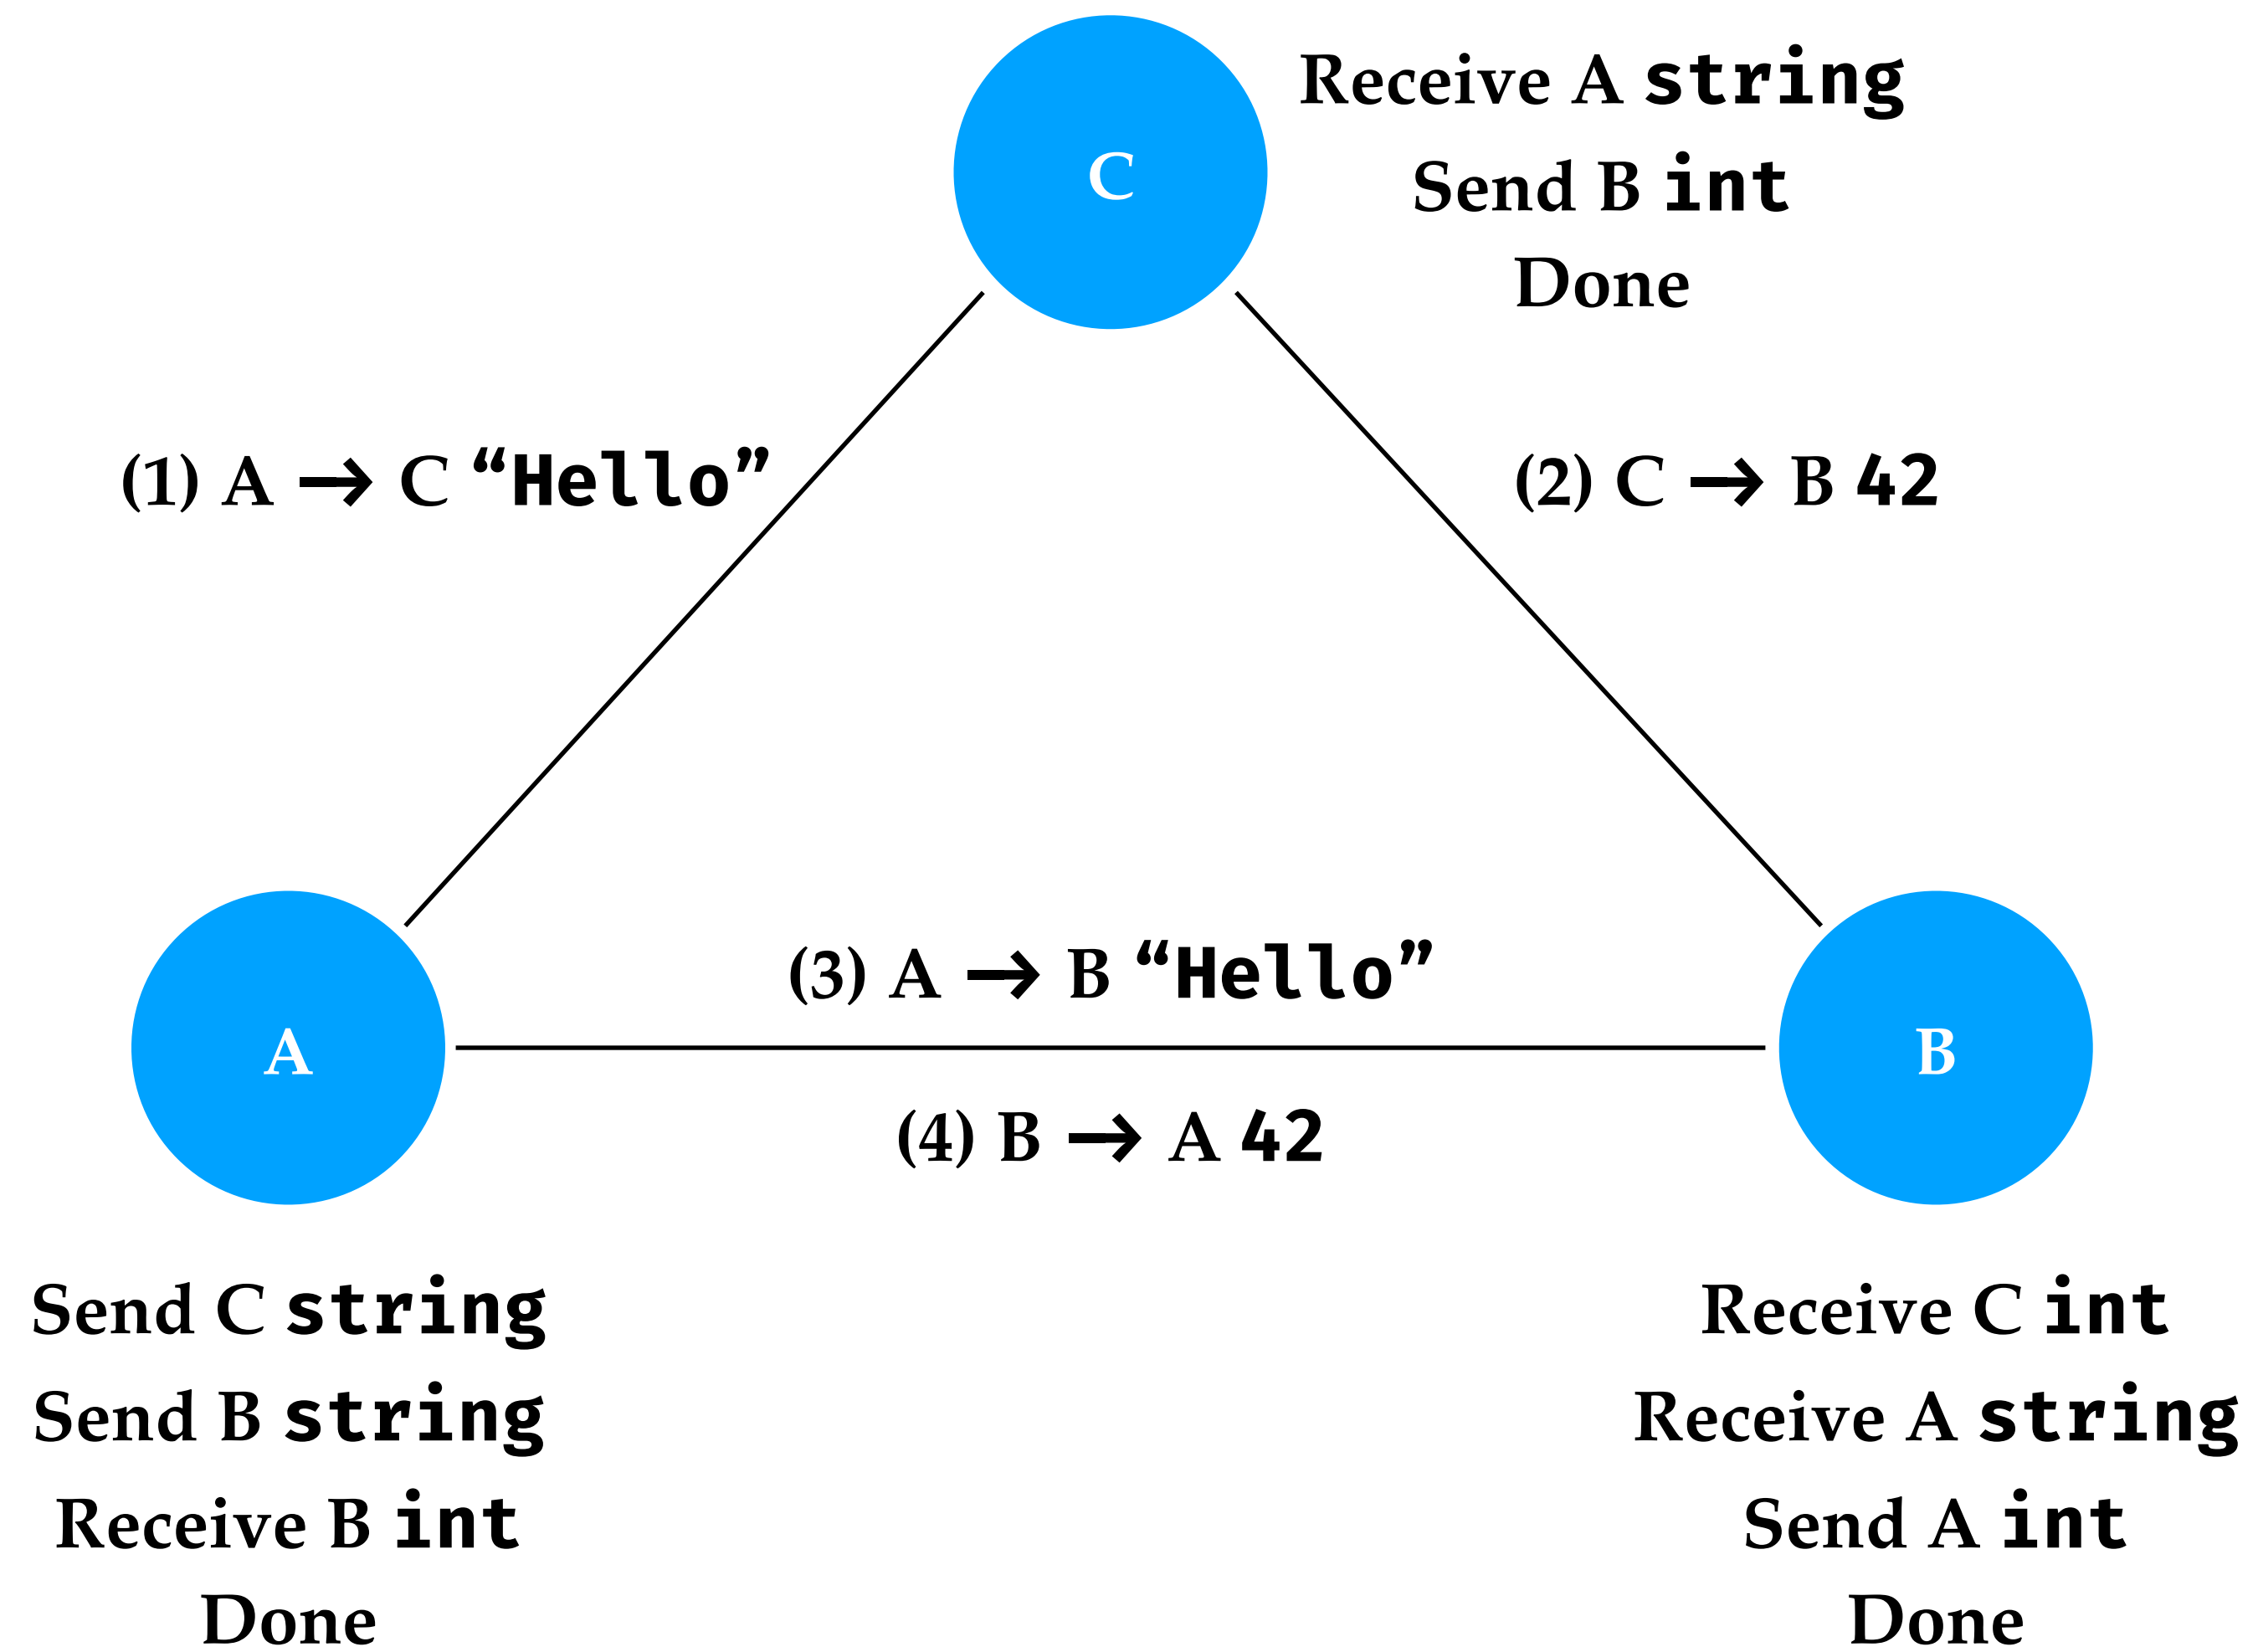 C
Receive A string
Send B int
Done
(1) A → C “Hello”
(2) C → B 42
(3) A → B “Hello”
A
B
(4) B → A 42
Send C string
Send B string
Receive B int
Done
Receive C int
Receive A string
Send A int
Done